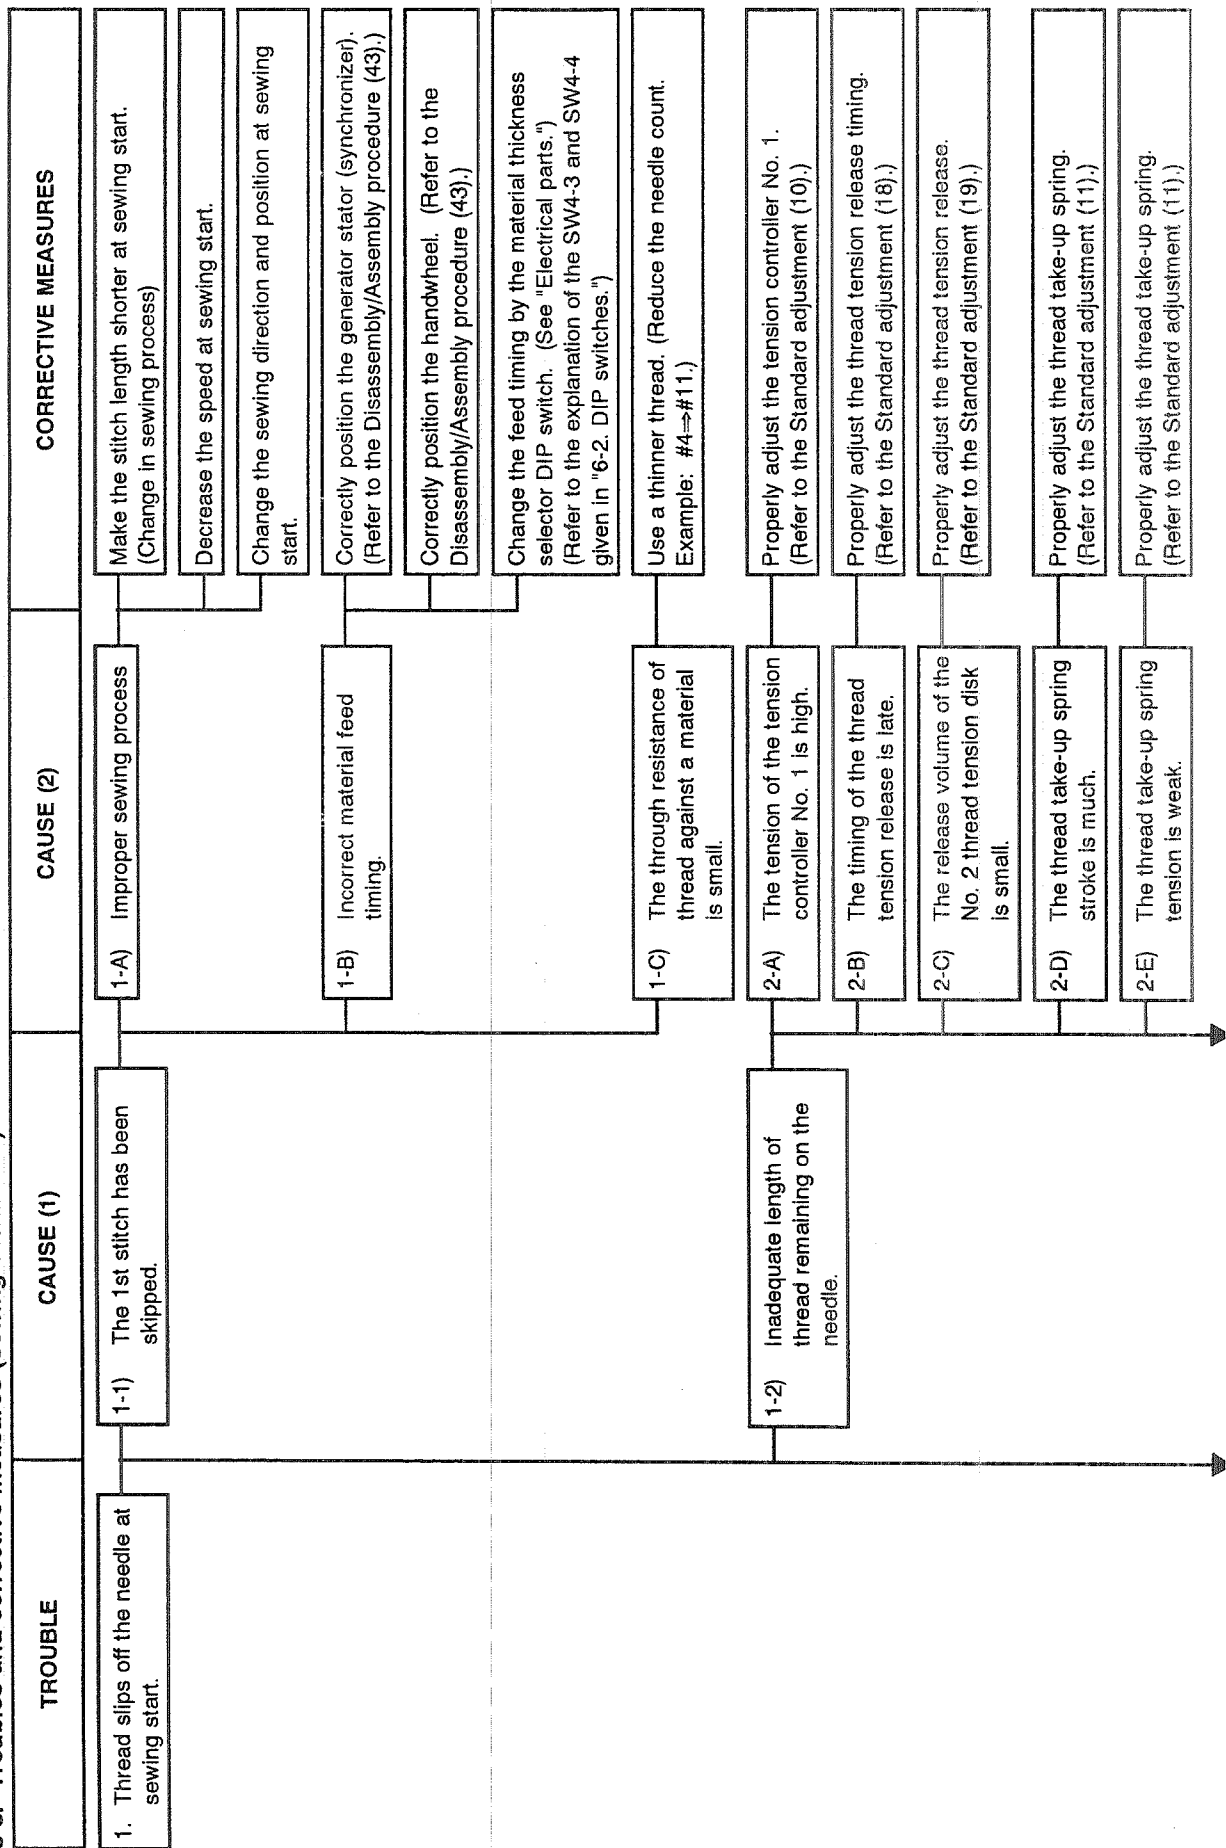 Troubles and corrective measures
TROUBLE
CAUSE (1)
CAUSE (2)
CORRECTIVE MEASURES
1. Thread slips off the needle at
sewing start.
1-1) The 1st stitch has been
skipped.
1-A) Improper sewing process
Make the stitch length shorter at sewing start.
(Change in sewing process)
Decrease the speed at sewing start.
Change the sewing direction and position at sewing
start.
1-B) Incorrect material feed
timing.
Correctly position the generator stator (synchronizer).
(Refer to the Disassembly/Assembly procedure (43).)
Correctly position the handwheel. (Refer to the
Disassembly/Assembly procedure (43).)
Change the feed timing by the material thickness
selector DIP switch. (See "Electrical parts.")
(Refer to the explanation of the SW4-3 and SW4-4
given in "6-2. DIP switches.")
1-C) The through resistance of
thread against a material
is small.
Use a thinner thread. (Reduce the needle count.
Example: #4⇒#11.)
1-2) Inadequate length of
thread remaining on the
needle.
2-A) The tension of the tension
controller No. 1 is high.
Properly adjust the tension controller No. 1.
(Refer to the Standard adjustment (10).)
2-B) The timing of the thread
tension release is late.
Properly adjust the thread tension release timing.
(Refer to the Standard adjustment (18).)
2-C) The release volume of the
No. 2 thread tension disk
is small.
Properly adjust the thread tension release.
(Refer to the Standard adjustment (19).)
2-D) The thread take-up spring
stroke is much.
Properly adjust the thread take-up spring.
(Refer to the Standard adjustment (11).)
2-E) The thread take-up spring
tension is weak.
Properly adjust the thread take-up spring.
(Refer to the Standard adjustment (11).)